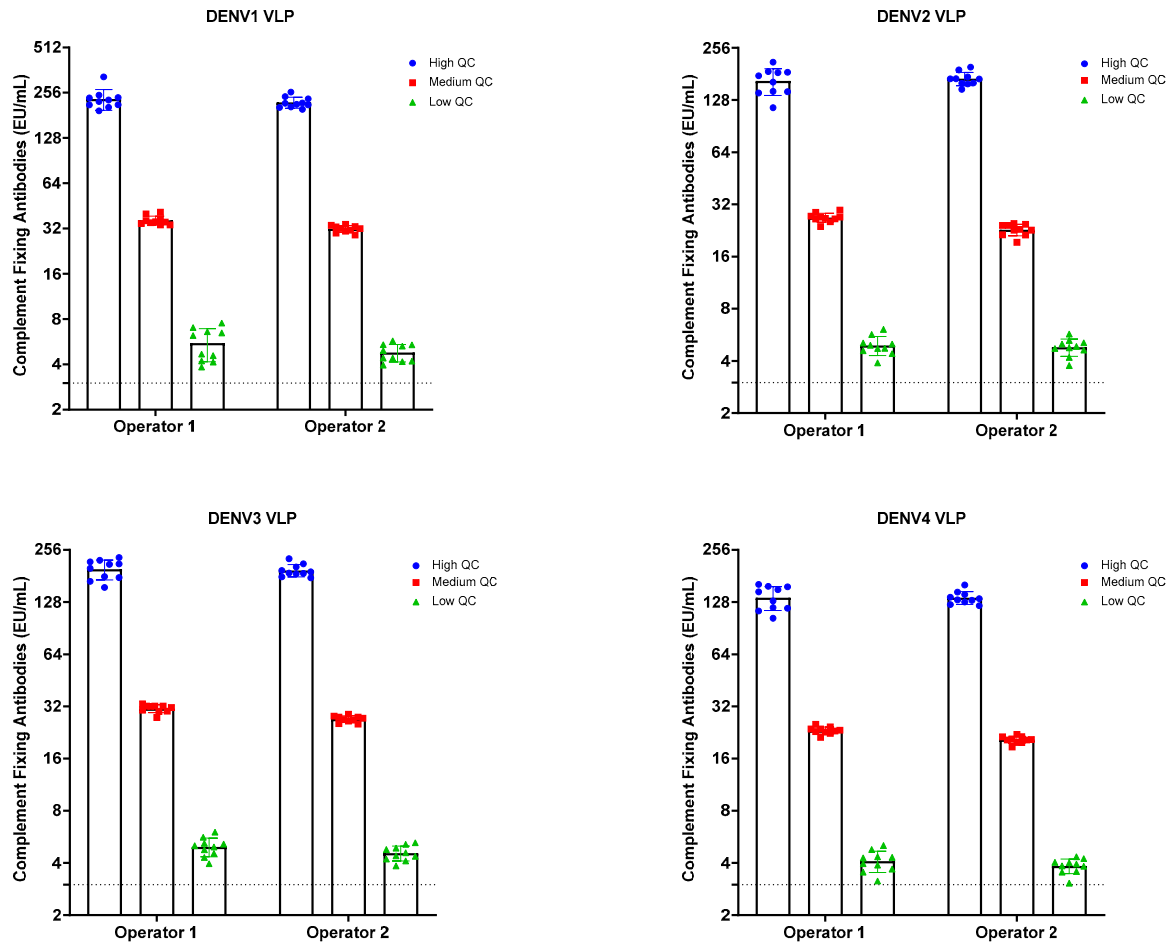 DENV1 VLP
Complement Fixing Antibodies (EU/mL)
512
256
128
64
32
16
8
4
2
High QC
Medium QC
Low QC
Operator 1
Operator 2
DENV2 VLP
Complement Fixing Antibodies (EU/mL)
256
128
64
32
16
8
4
2
High QC
Medium QC
Low QC
Operator 1
Operator 2
DENV3 VLP
Complement Fixing Antibodies (EU/mL)
256
128
64
32
16
8
4
2
High QC
Medium QC
Low QC
Operator 1
Operator 2
DENV4 VLP
Complement Fixing Antibodies (EU/mL)
256
128
64
32
16
8
4
2
High QC
Medium QC
Low QC
Operator 1
Operator 2